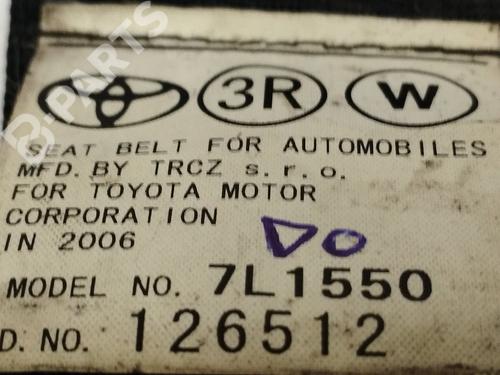 B-PARTS
3R W
SEAT BELT FOR AUTOMOBILES
MFD. BY TRCZ s.r.o.
FOR TOYOTA MOTOR
CORPORATION
IN 2006
DO
MODEL NO. 7L1550
D. NO. 126512